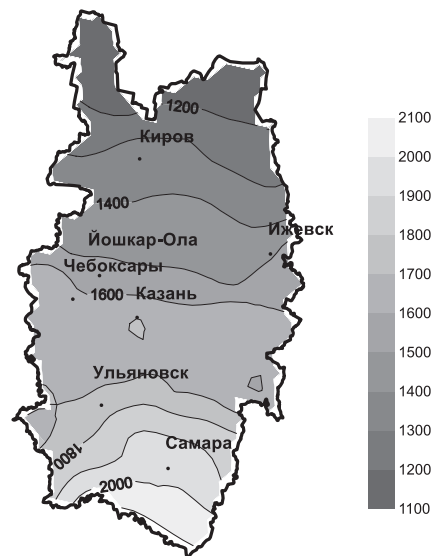 1200
Киров
1400
Ижевск
Йошкар-Ола
Чебоксары
1600 Казань
Ульяновск
Самара
1800
2000
2100
2000
1900
1800
1700
1600
1500
1400
1300
1200
1100